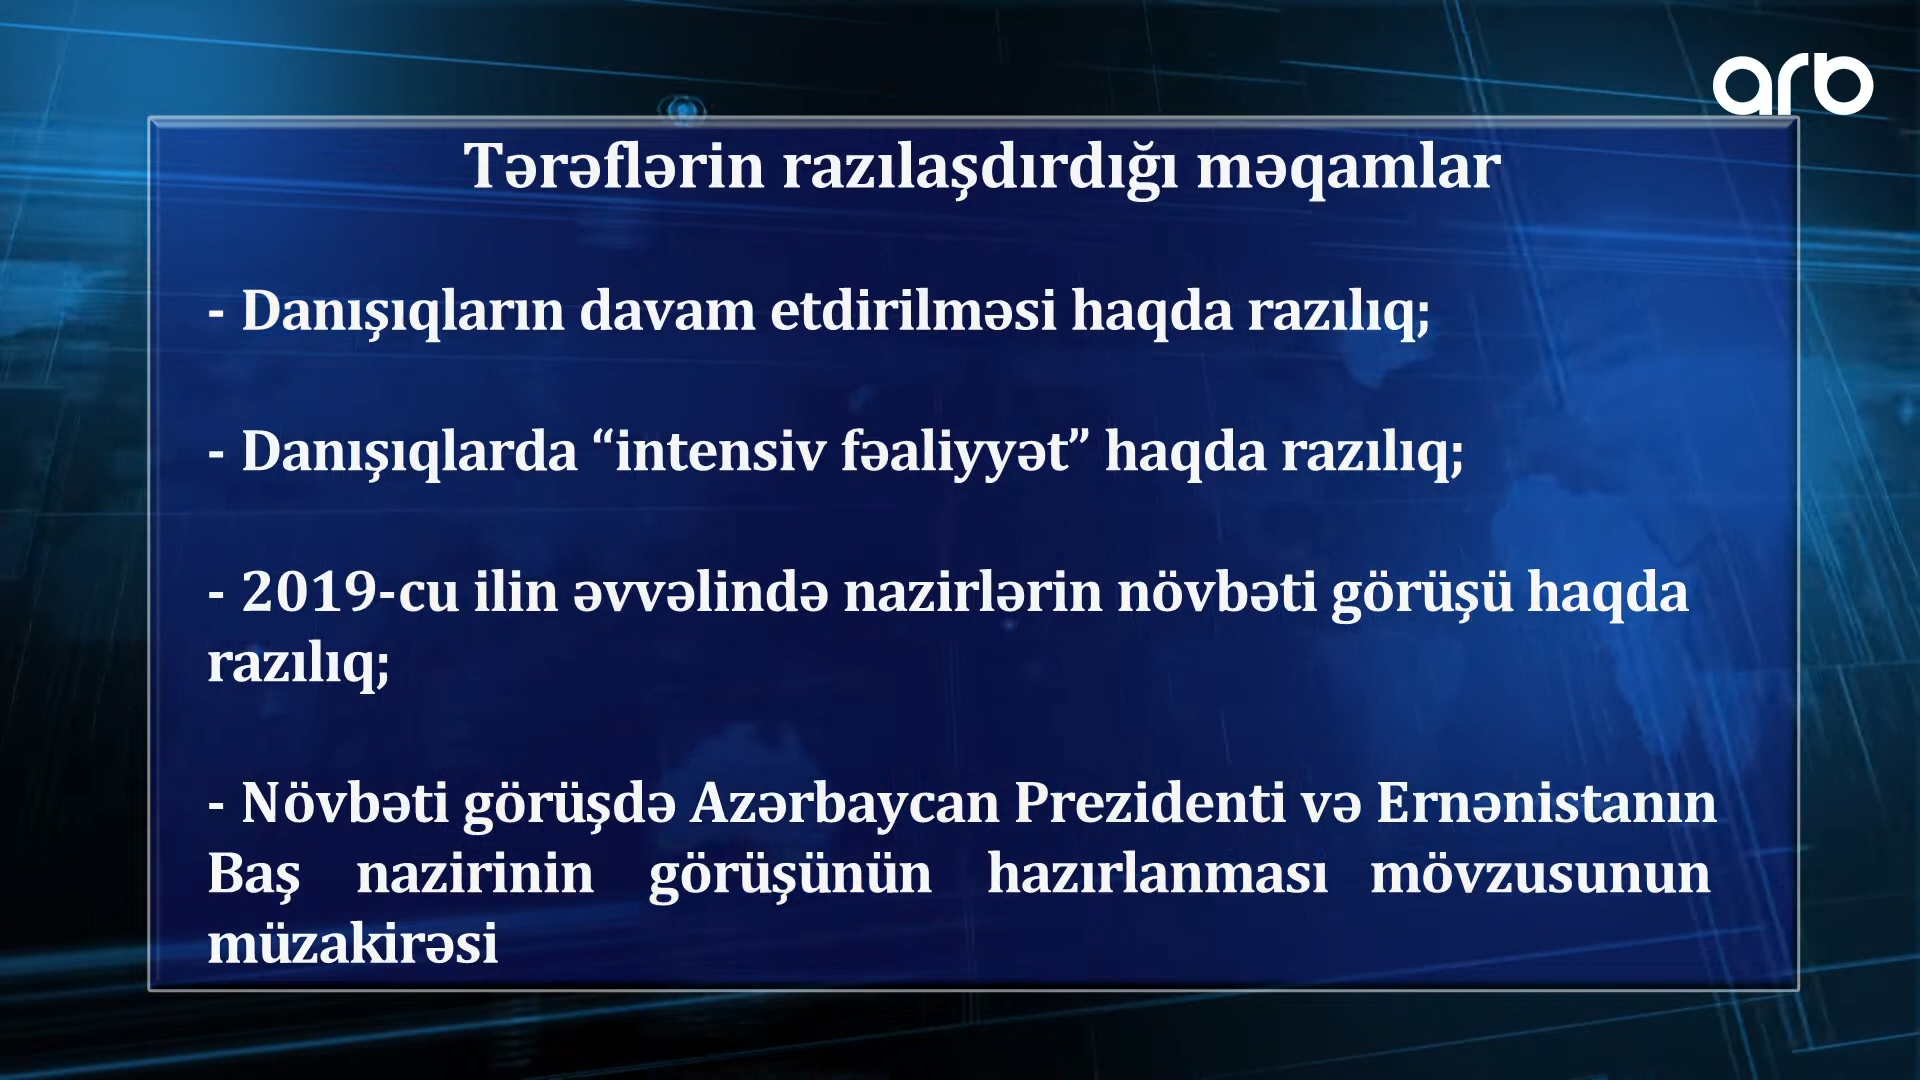 arb
Tərəflərin razılaşdırdığı məqamlar
- Danışıqların davam etdirilməsi haqda razılıq;
- Danışıqlarda “intensiv fəaliyyət” haqda razılıq;
- 2019-cu ilin əvvəlində nazirlərin növbəti görüşü haqda
razılıq;
- Növbəti görüşdə Azərbaycan Prezidenti və Ernənistanın
Baş nazirinin görüşünün hazırlanması mövzusunun
müzakirəsi